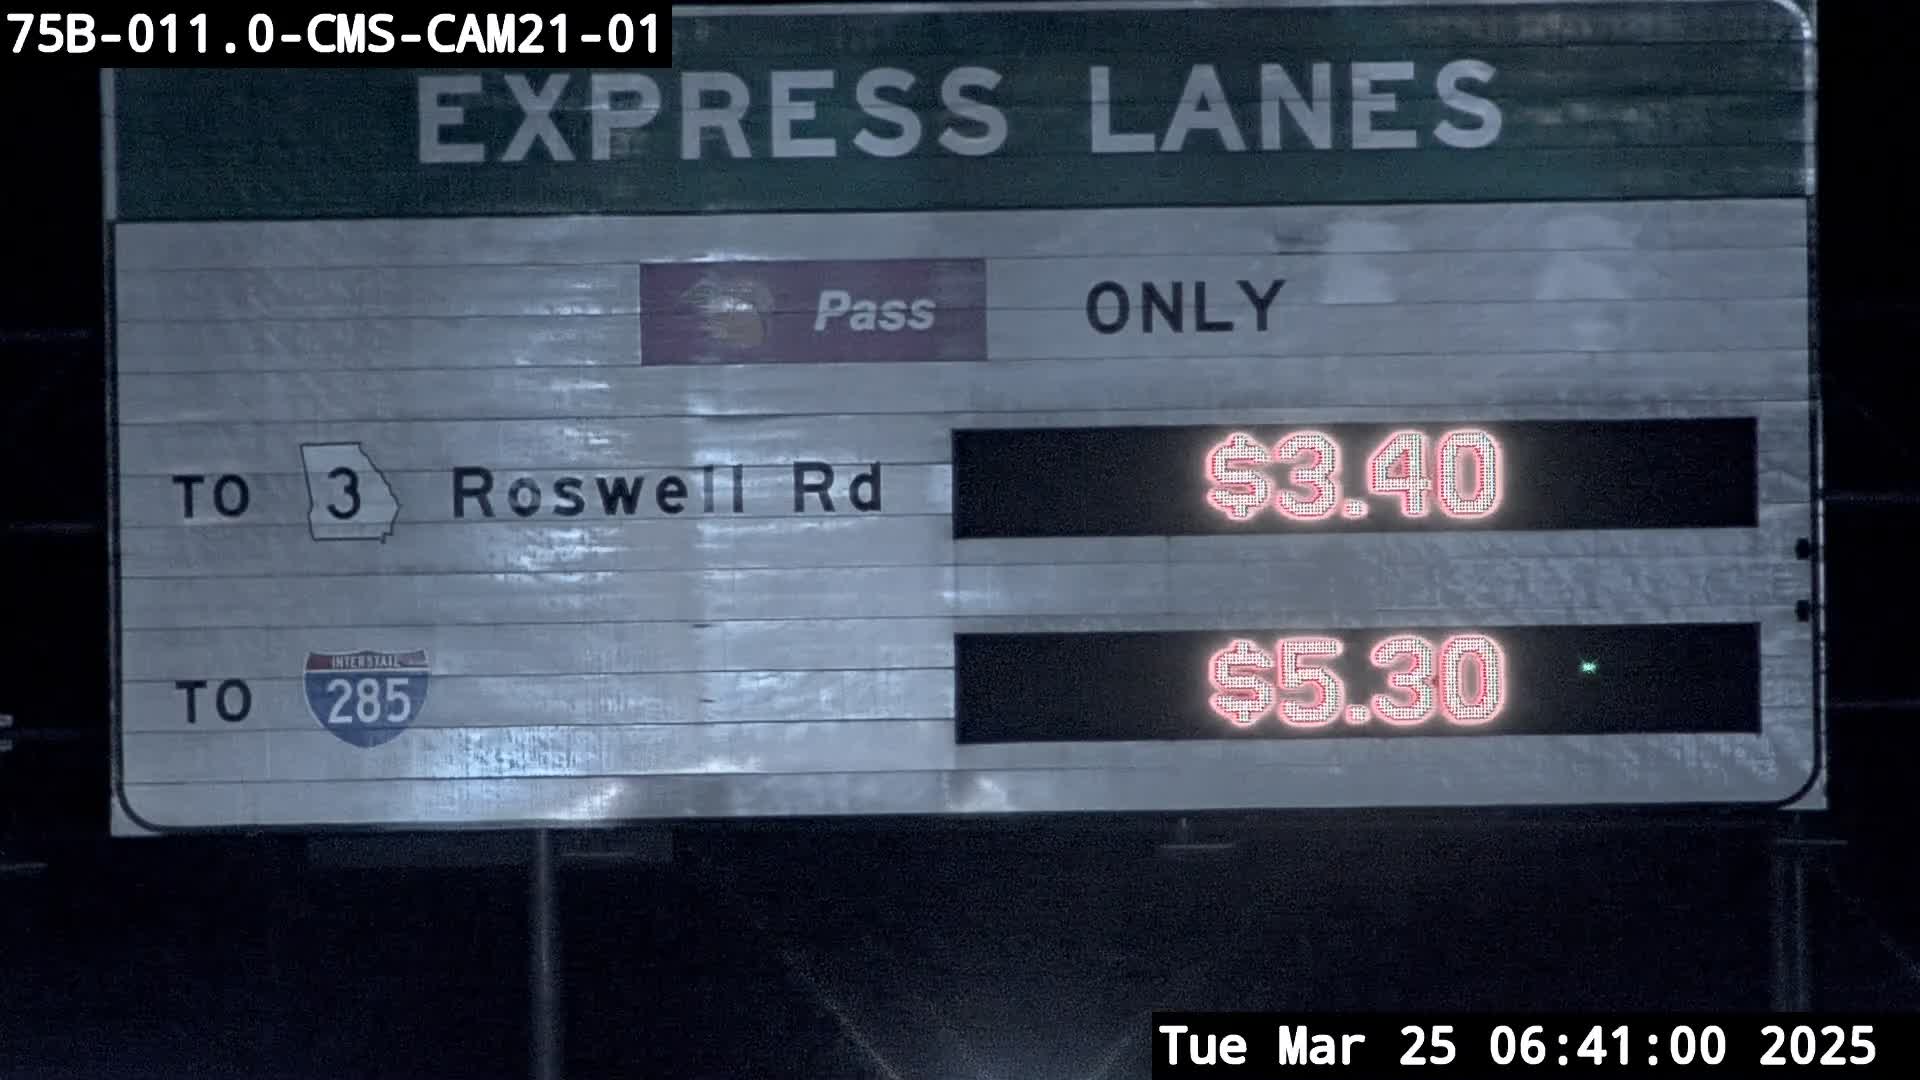 75B-011.0-CMS-CAM21-01
EXPRESS LANES
Pass ONLY
TO 3 Roswell Rd $3.40
INTERSTATE
TO 285 $5.30
Tue Mar 25 06:41:00 2025